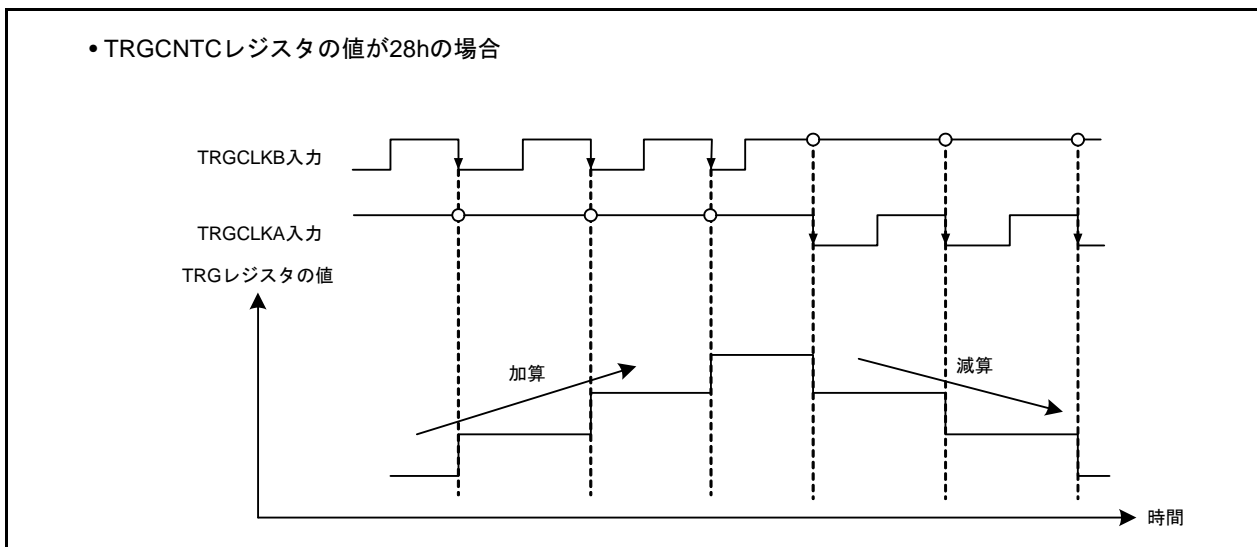 • TRGCNTCレジスタの値が28hの場合
TRGCLKB入力
TRGCLKA入力
TRGレジスタの値
加算
減算
時間